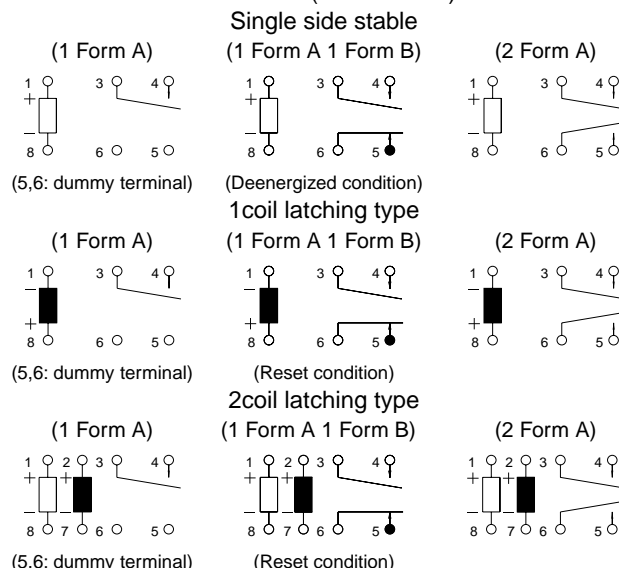 Single side stable
(1 Form A) (1 Form A 1 Form B) (2 Form A)
1 3 4 1 3 4 1 3 4
+ + +
– – –
8 6 5 8 6 5 8 6 5
(5,6: dummy terminal) (Deenergized condition)
1coil latching type
(1 Form A) (1 Form A 1 Form B) (2 Form A)
1 3 4 1 3 4 1 3 4
– – –
+ + +
8 6 5 8 6 5 8 6 5
(5,6: dummy terminal) (Reset condition)
2coil latching type
(1 Form A) (1 Form A 1 Form B) (2 Form A)
1 2 3 4 1 2 3 4 1 2 3 4
+ + + + + +
– – – – – –
8 7 6 5 8 7 6 5 8 7 6 5
(5,6: dummy terminal) (Reset condition)